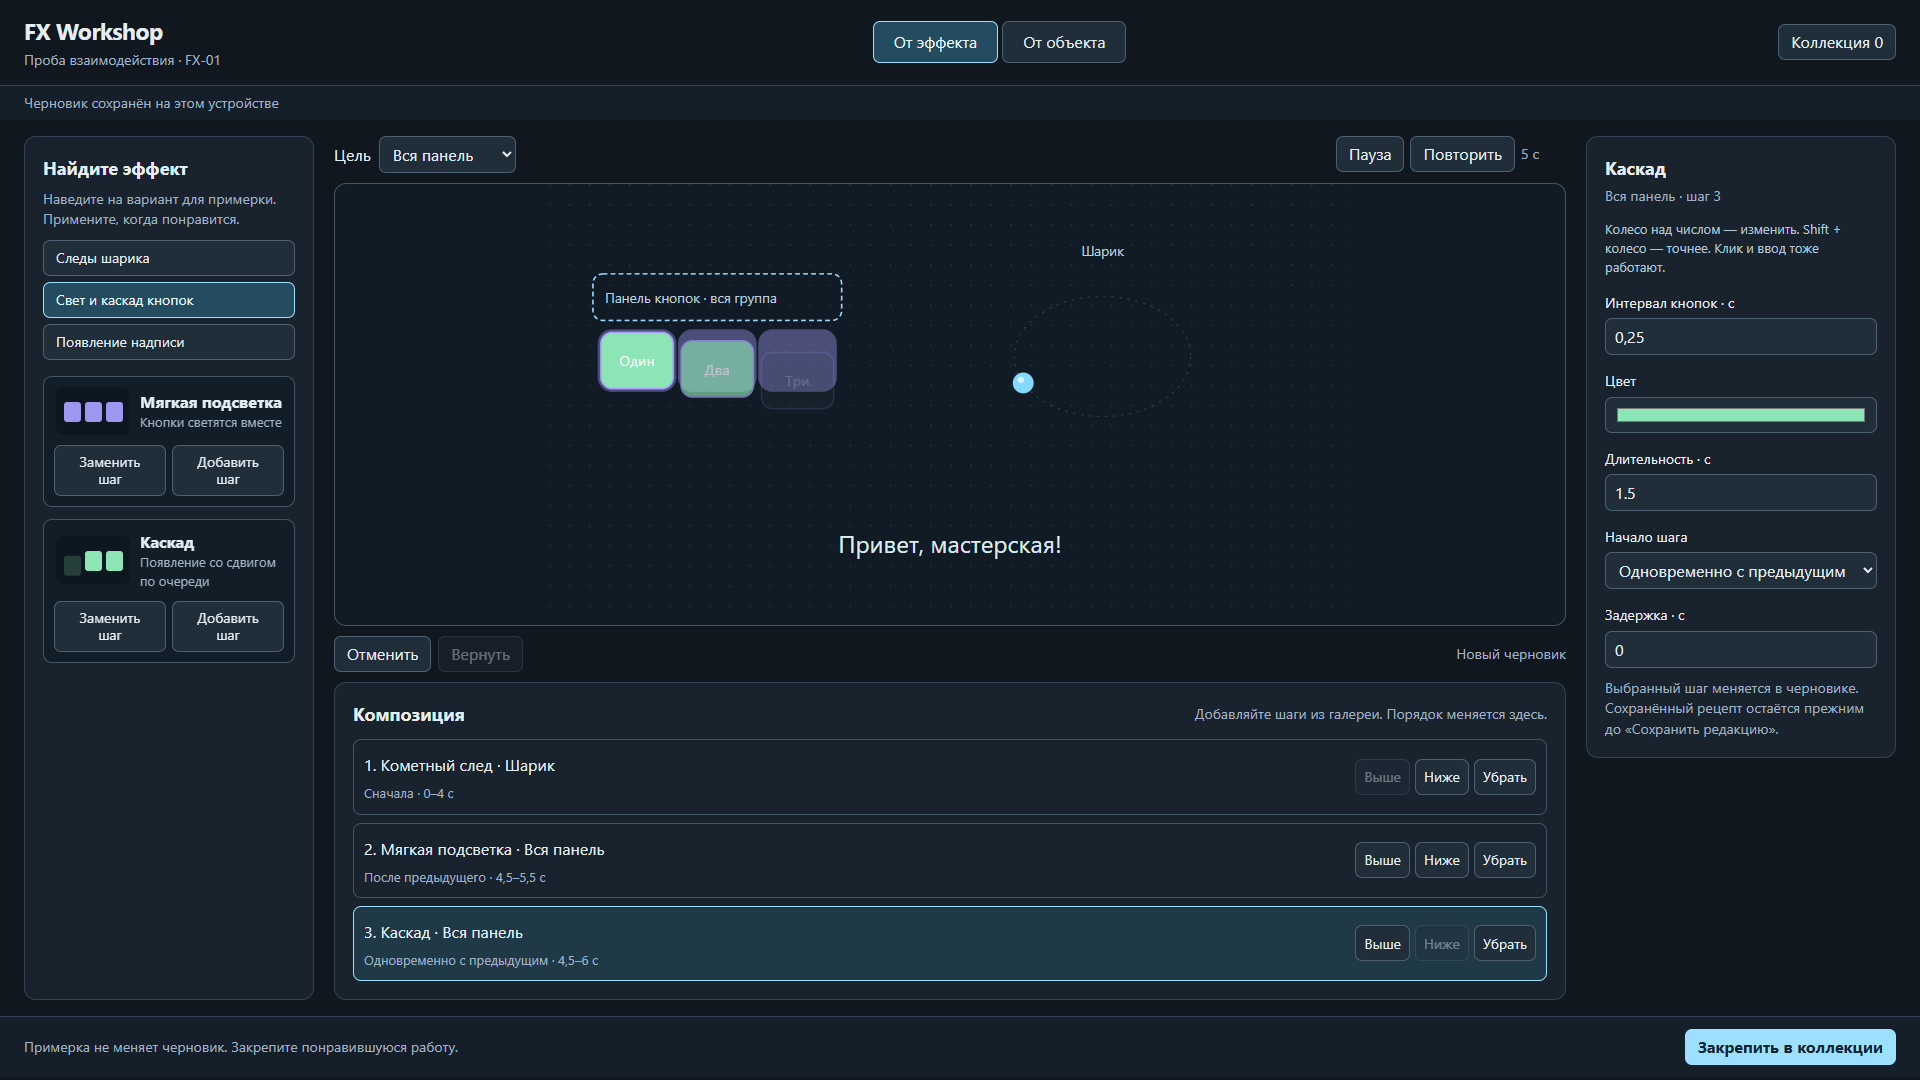 FX Workshop
Проба взаимодействия · FX-01
От эффекта
От объекта
Коллекция 0
Черновик сохранён на этом устройстве
Найдите эффект
Наведите на вариант для примерки.
Примените, когда понравится.
Следы шарика
Свет и каскад кнопок
Появление надписи
Мягкая подсветка
Кнопки светятся вместе
Заменить
шаг
Добавить
шаг
Каскад
Появление со сдвигом
по очереди
Заменить
шаг
Добавить
шаг
Цель
Вся панель
Пауза
Повторить
5 с
Шарик
Панель кнопок · вся группа
Один
Два
Три
Привет, мастерская!
Отменить
Вернуть
Новый черновик
Композиция
Добавляйте шаги из галереи. Порядок меняется здесь.
1. Кометный след · Шарик
Сначала · 0–4 с
Выше
Ниже
Убрать
2. Мягкая подсветка · Вся панель
После предыдущего · 4,5–5,5 с
Выше
Ниже
Убрать
3. Каскад · Вся панель
Одновременно с предыдущим · 4,5–6 с
Выше
Ниже
Убрать
Каскад
Вся панель · шаг 3
Колесо над числом — изменить. Shift +
колесо — точнее. Клик и ввод тоже
работают.
Интервал кнопок · с
0,25
Цвет
Длительность · с
1.5
Начало шага
Одновременно с предыдущим
Задержка · с
0
Выбранный шаг меняется в черновике.
Сохранённый рецепт остаётся прежним
до «Сохранить редакцию».
Примерка не меняет черновик. Закрепите понравившуюся работу.
Закрепить в коллекции